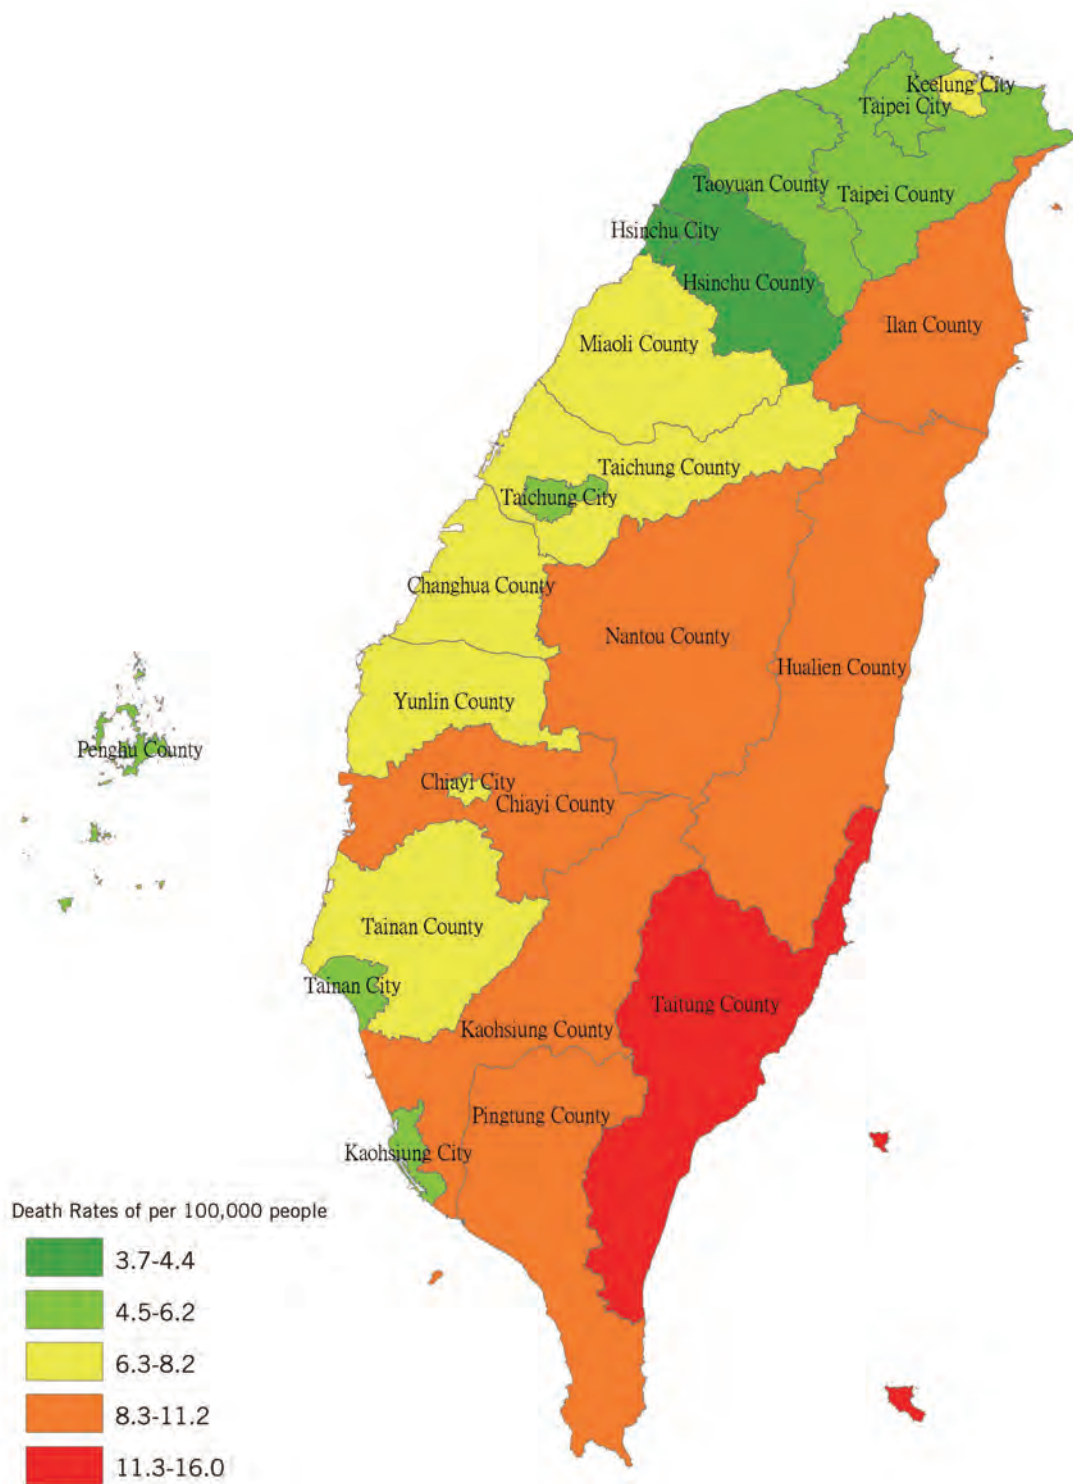 Keelung City
Taipei City
Taoyuan County
Taipei County
Hsinchu City
Hsinchu County
Ilan County
Miaoli County
Taichung County
Taichung City
Changhua County
Nantou County
Hualien County
Yunlin County
Penghu County
Chiayi City
Chiayi County
Tainan County
Tainan City
Taitung County
Kaohsiung County
Pingtung County
Kaohsiung City
Death Rates of per 100,000 people
3.7-4.4
4.5-6.2
6.3-8.2
8.3-11.2
11.3-16.0